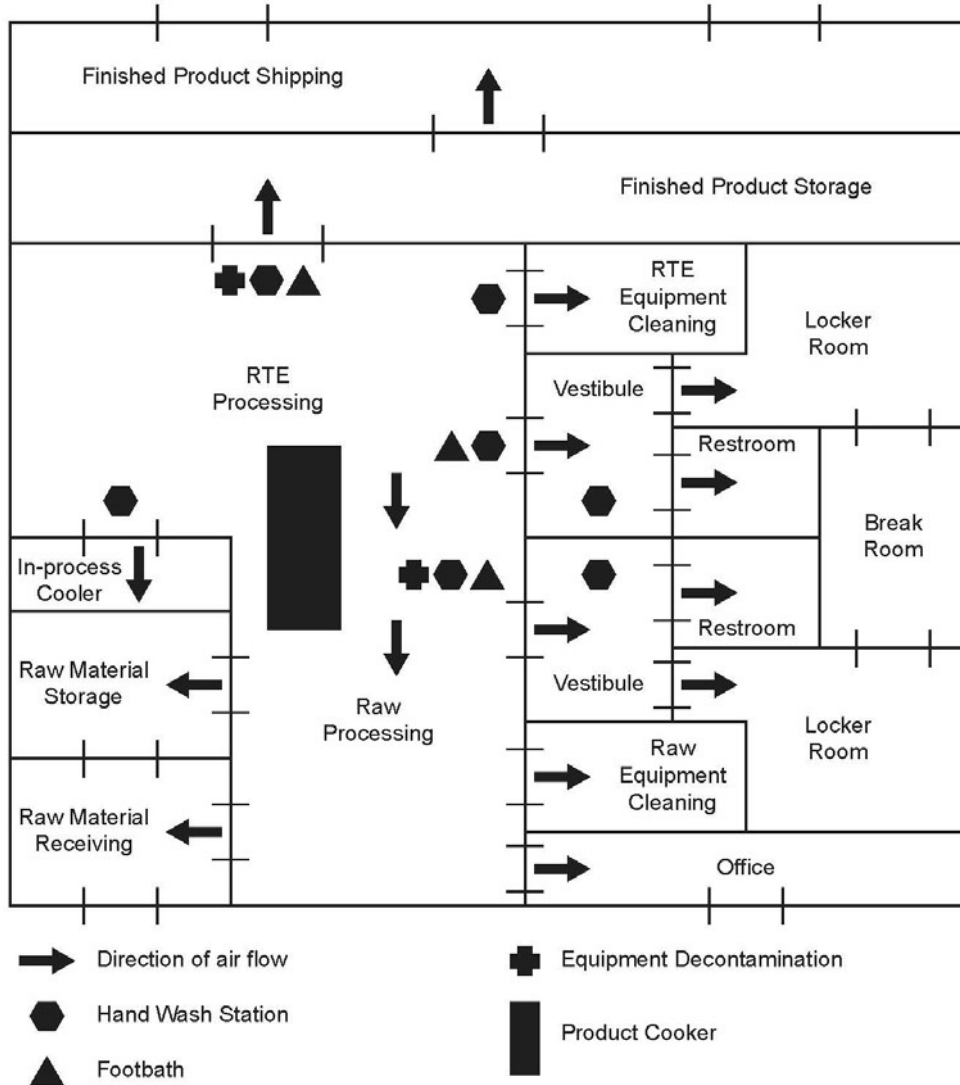 Finished Product Shipping
Finished Product Storage
RTE
Equipment
Cleaning
Locker
Room
RTE
Processing
Vestibule
Restroom
Break
Room
In-process
Cooler
Restroom
Raw Material
Storage
Vestibule
Raw
Processing
Locker
Room
Raw
Equipment
Cleaning
Raw Material
Receiving
Office
Direction of air flow
Equipment Decontamination
Hand Wash Station
Product Cooker
Footbath